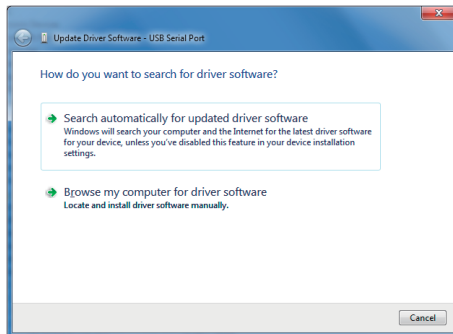 Update Driver Software - USB Serial Port
How do you want to search for driver software?
Search automatically for updated driver software
Windows will search your computer and the Internet for the latest driver software
for your device, unless you've disabled this feature in your device installation
settings.
Browse my computer for driver software
Locate and install driver software manually.
Cancel